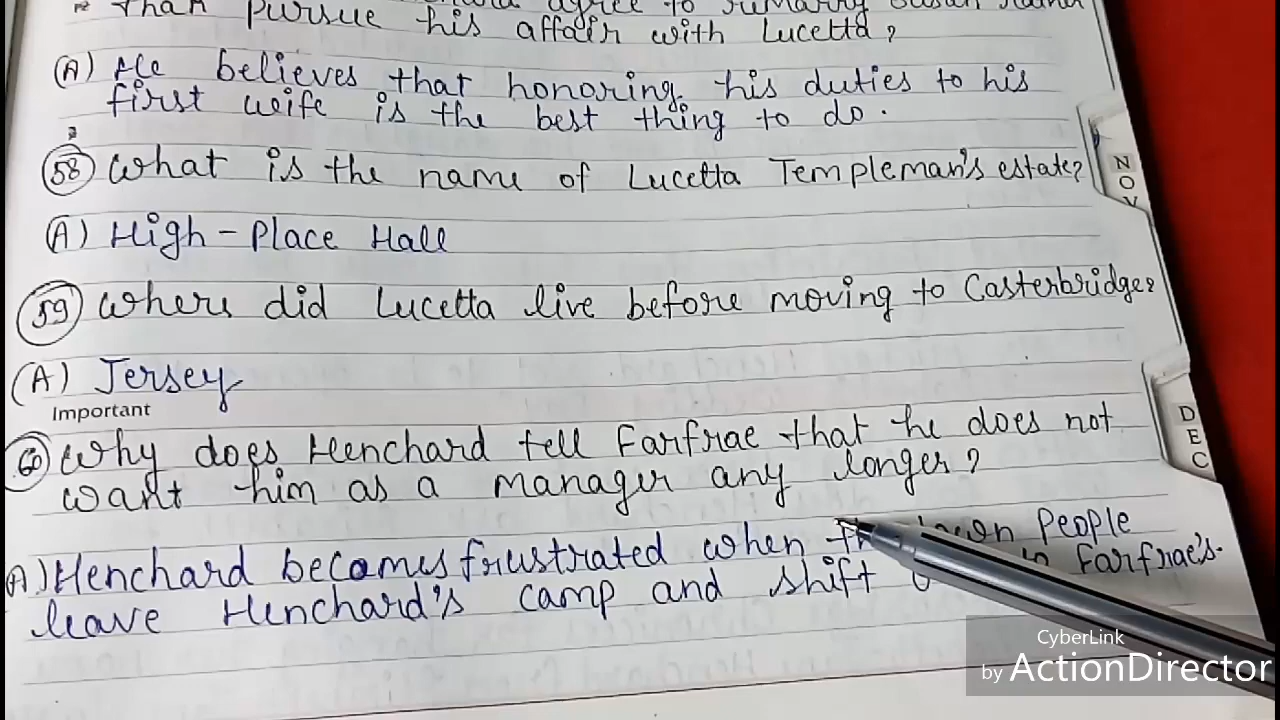 than pursue his affair with Lucetta?
(A) He believes that honoring his duties to his
first wife is the best thing to do.
58 What is the name of Lucetta Templeman's estate?
(A) High-Place Hall
59 Where did Lucetta live before moving to Casterbridge?
(A) Jersey
Important
60 Why does Henchard tell Farfrae that he does not
want him as a manager any longer?
(A) Henchard becomes frustrated when People
leave Henchard's camp and shift Farfrae's.
NOV
DEC
CyberLink
by ActionDirector